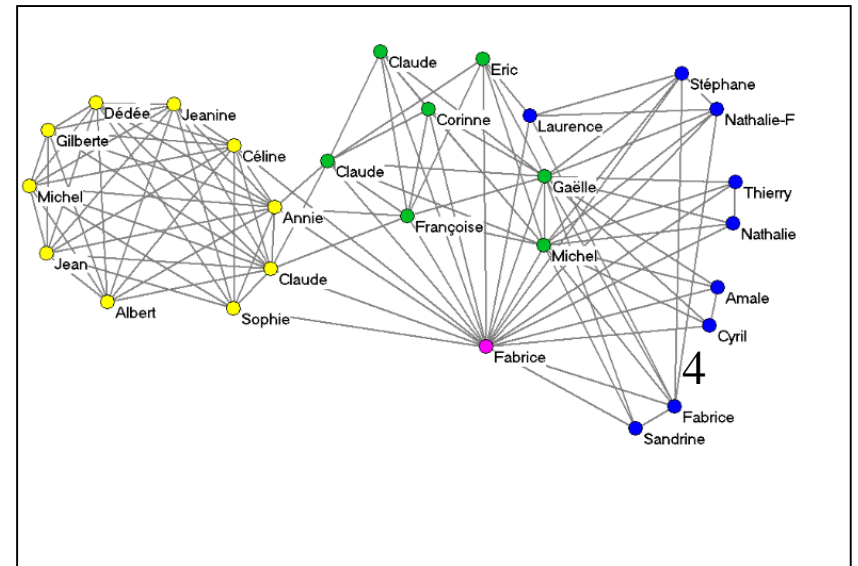 Claude
Eric
Stéphane
Dédée
Jeanine
Corinne
Laurence
Nathalie-F
Gilberte
Céline
Claude
Gaëlle
Thierry
Michel
Annie
Françoise
Nathalie
Jean
Claude
Michel
Amale
Albert
Sophie
Cyril
Fabrice
4
Fabrice
Sandrine